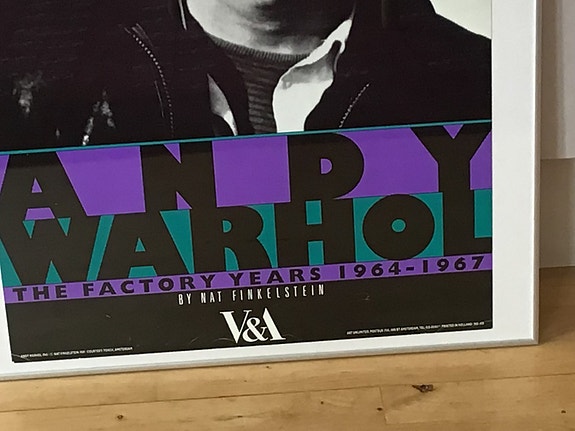 ANDY
WARHOL
THE FACTORY YEARS 1964-1967
BY NAT FINKELSTEIN
V&A